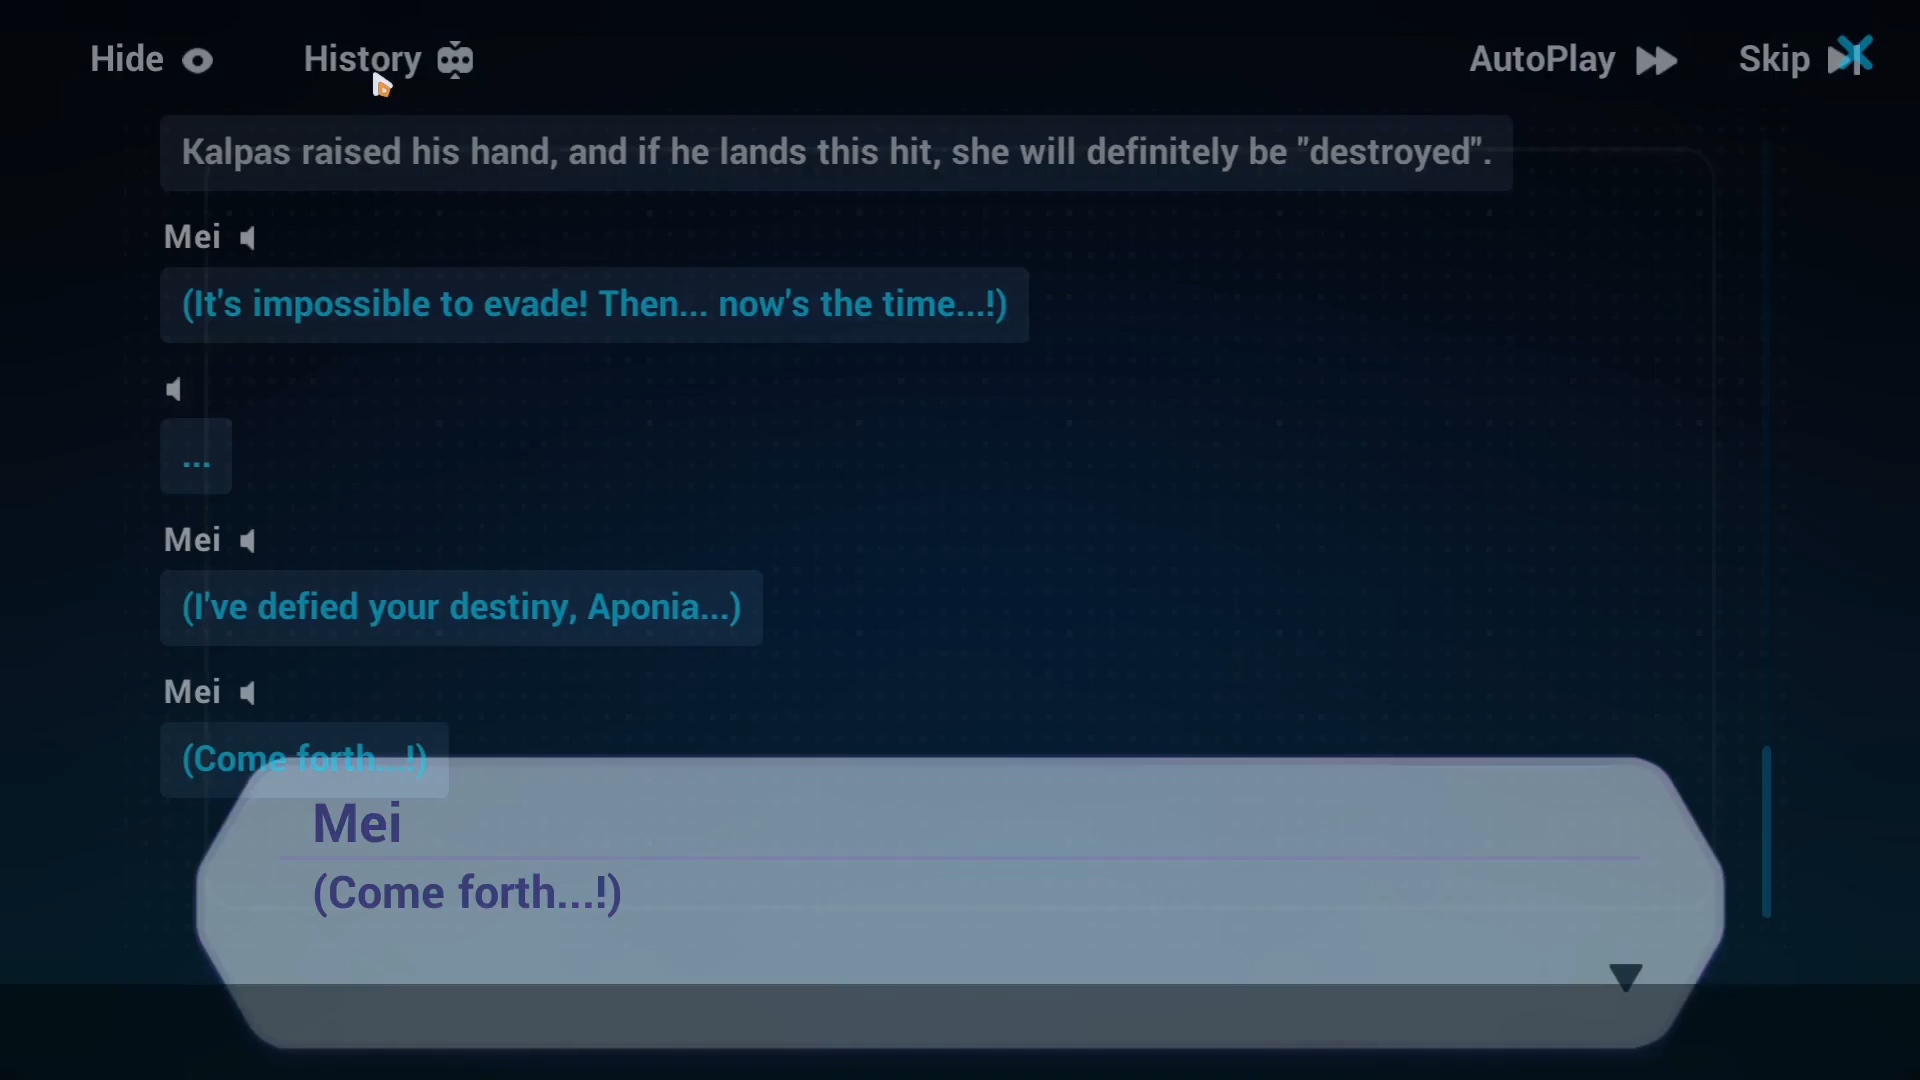 Hide
History
AutoPlay
Skip
Kalpas raised his hand, and if he lands this hit, she will definitely be "destroyed".
Mei
(It's impossible to evade! Then... now's the time...!)
...
Mei
(I've defied your destiny, Aponia...)
Mei
(Come forth...!)
Mei
(Come forth...!)